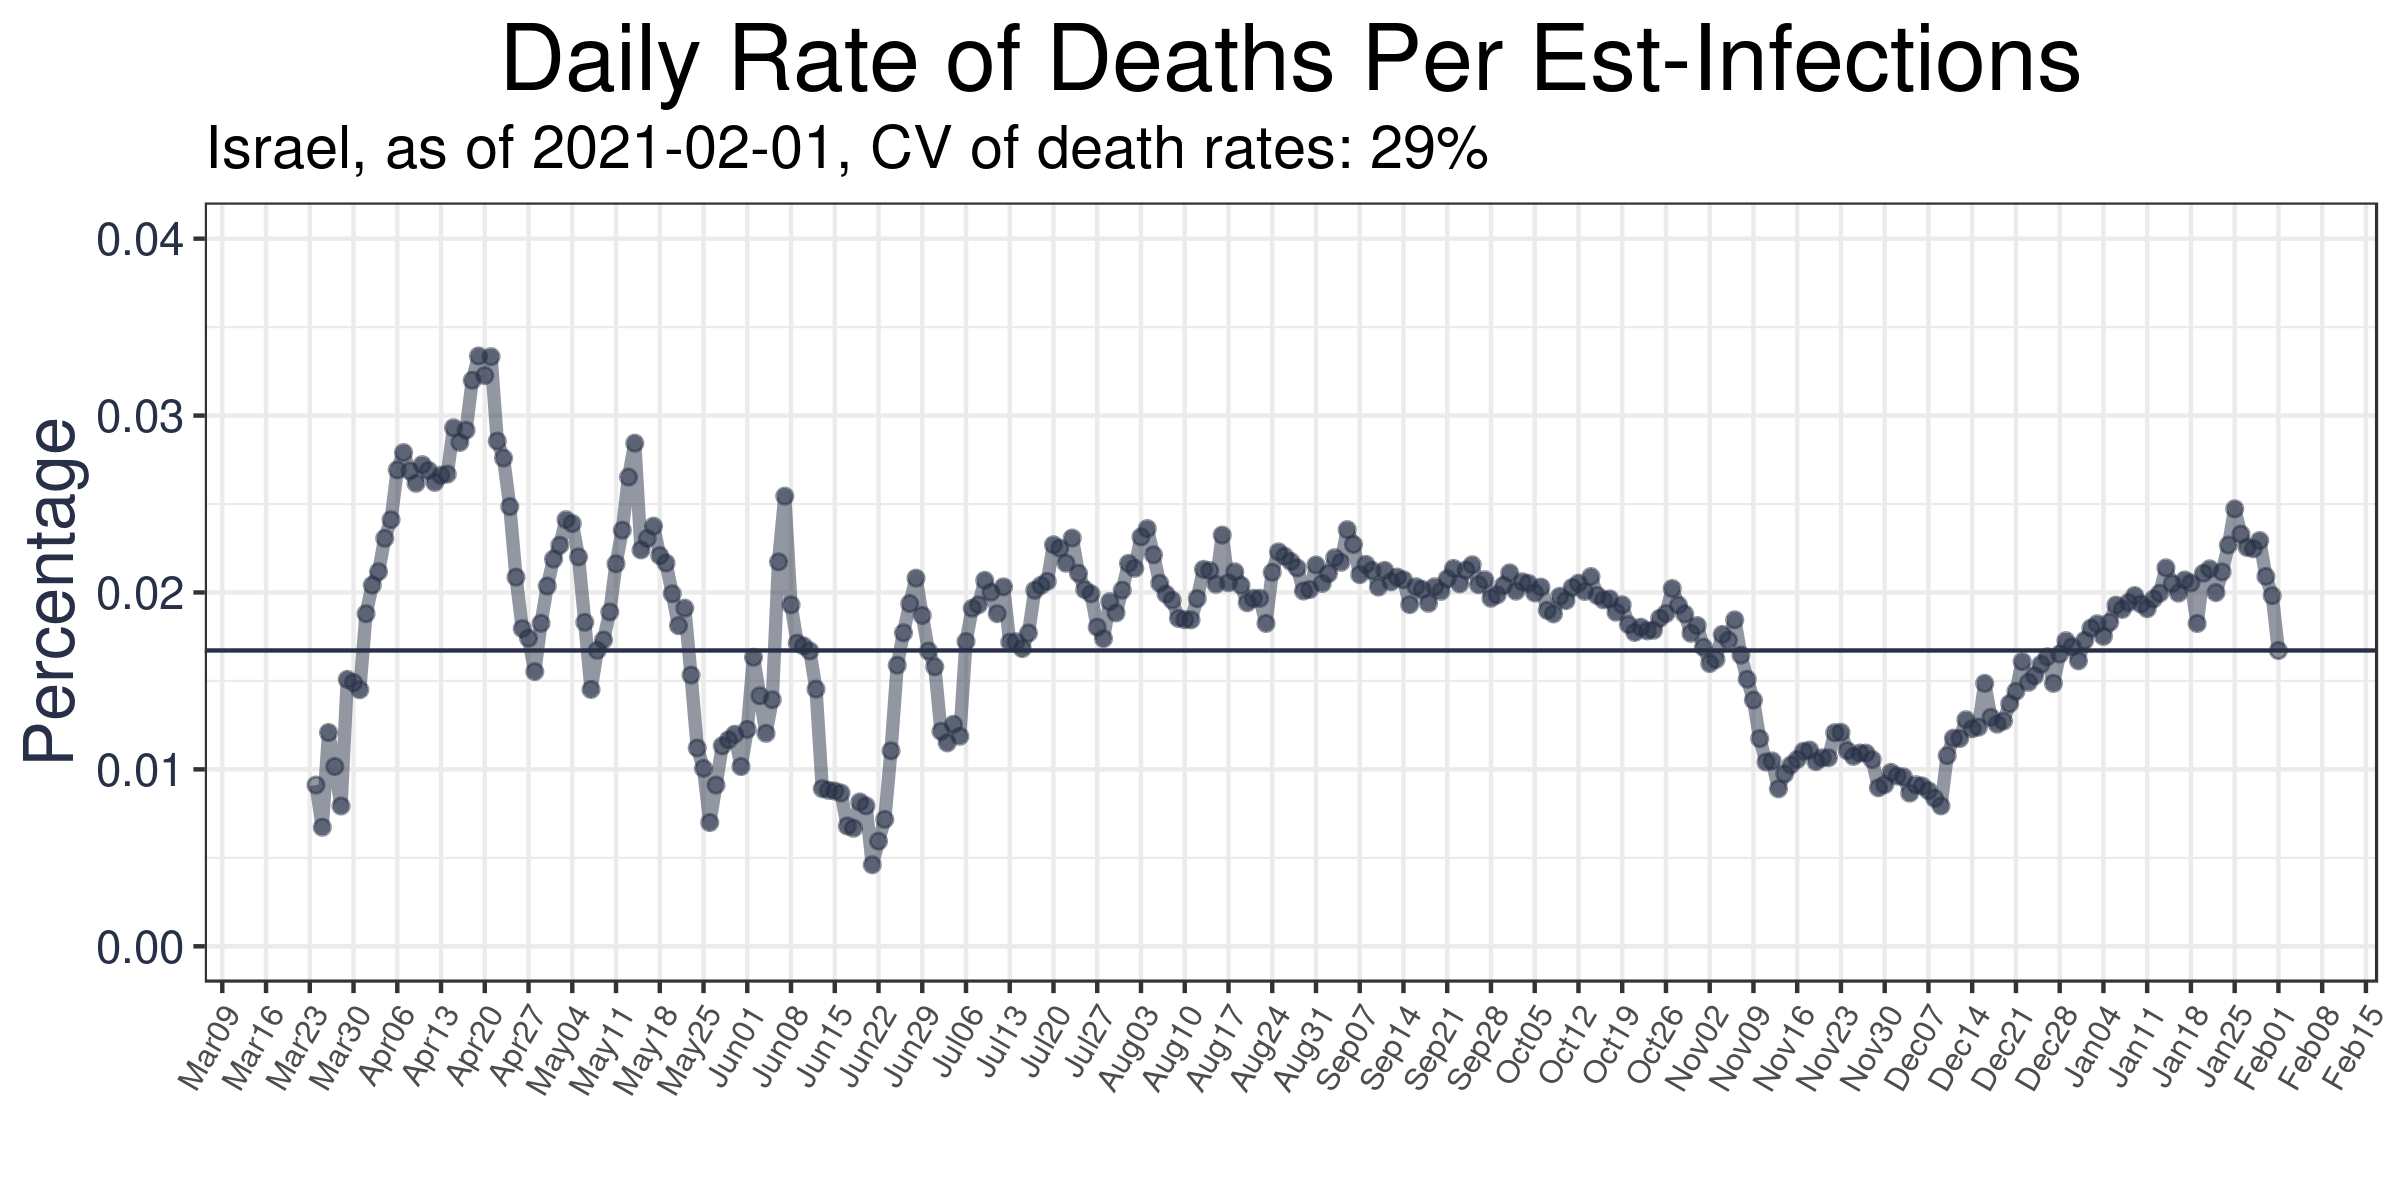 Daily Rate of Deaths Per Est-Infections
Israel, as of 2021-02-01, CV of death rates: 29%
Percentage
0.04
0.03
0.02
0.01
0.00
Mar09 Mar16 Mar23 Mar30 Apr06 Apr13 Apr20 Apr27 May04 May11 May18 May25 Jun01 Jun08 Jun15 Jun22 Jun29 Jul06 Jul13 Jul20 Jul27 Aug03 Aug10 Aug17 Aug24 Aug31 Sep07 Sep14 Sep21 Sep28 Oct05 Oct12 Oct19 Oct26 Nov02 Nov09 Nov16 Nov23 Nov30 Dec07 Dec14 Dec21 Dec28 Jan04 Jan11 Jan18 Jan25 Feb01 Feb08 Feb15